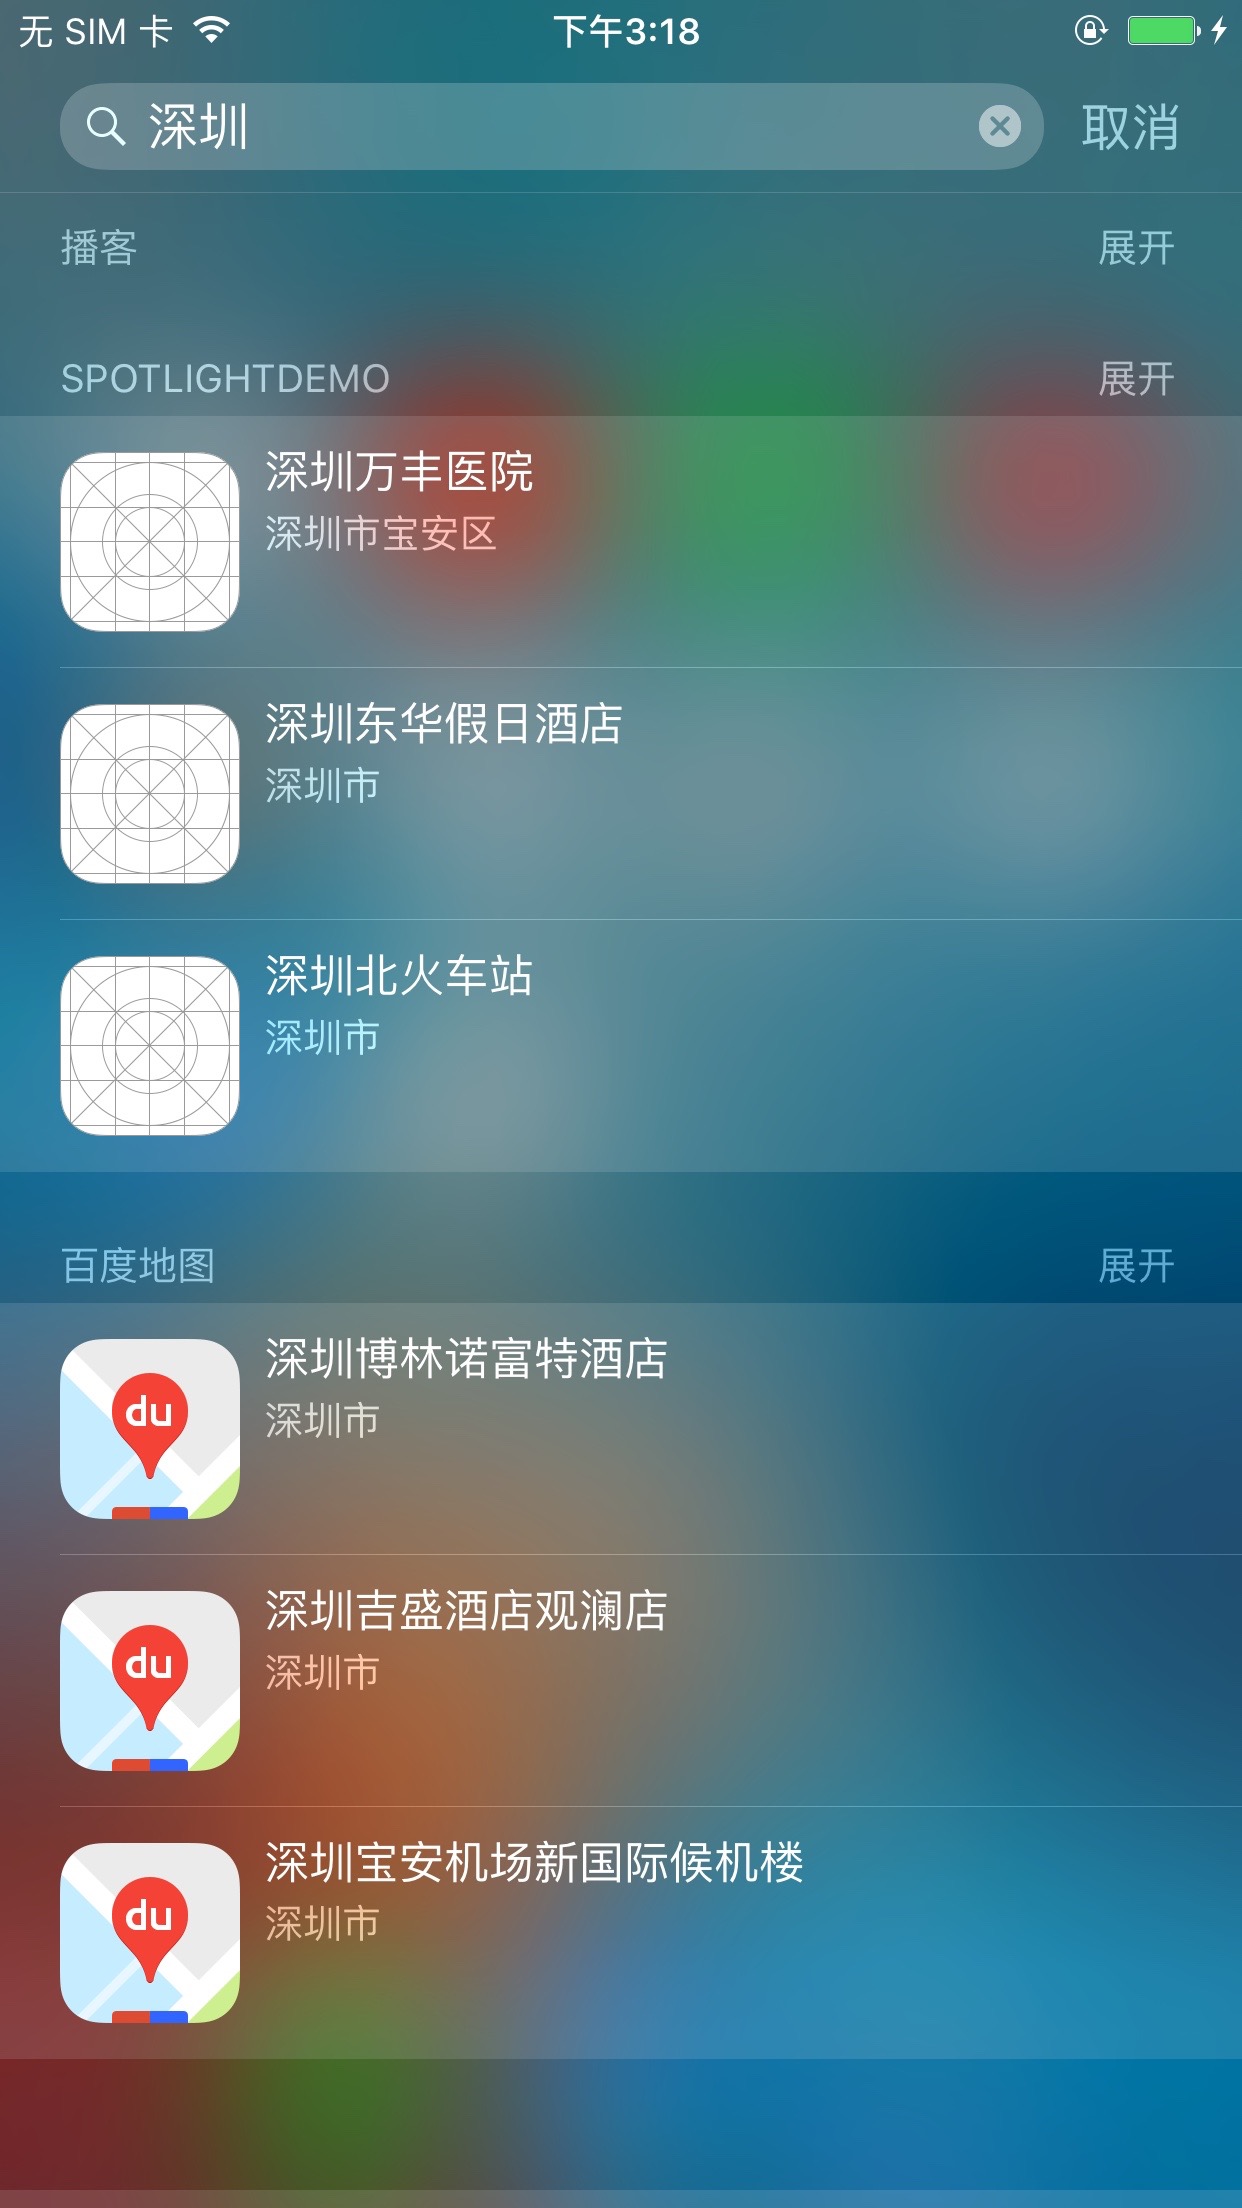 无 SIM 卡 下午3:18
深圳 取消
播客 展开
SPOTLIGHTDEMO 展开
深圳万丰医院
深圳市宝安区
深圳东华假日酒店
深圳市
深圳北火车站
深圳市
百度地图 展开
du
深圳博林诺富特酒店
深圳市
du
深圳吉盛酒店观澜店
深圳市
du
深圳宝安机场新国际候机楼
深圳市